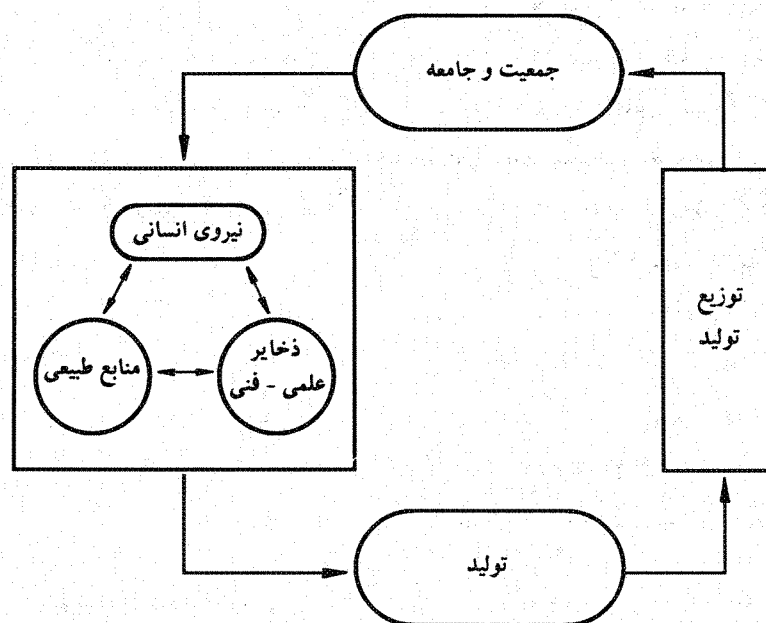 جمعیت و جامعه
نیروی انسانی
ذخایر
علمی - فنی
منابع طبیعی
توزیع
تولید
تولید